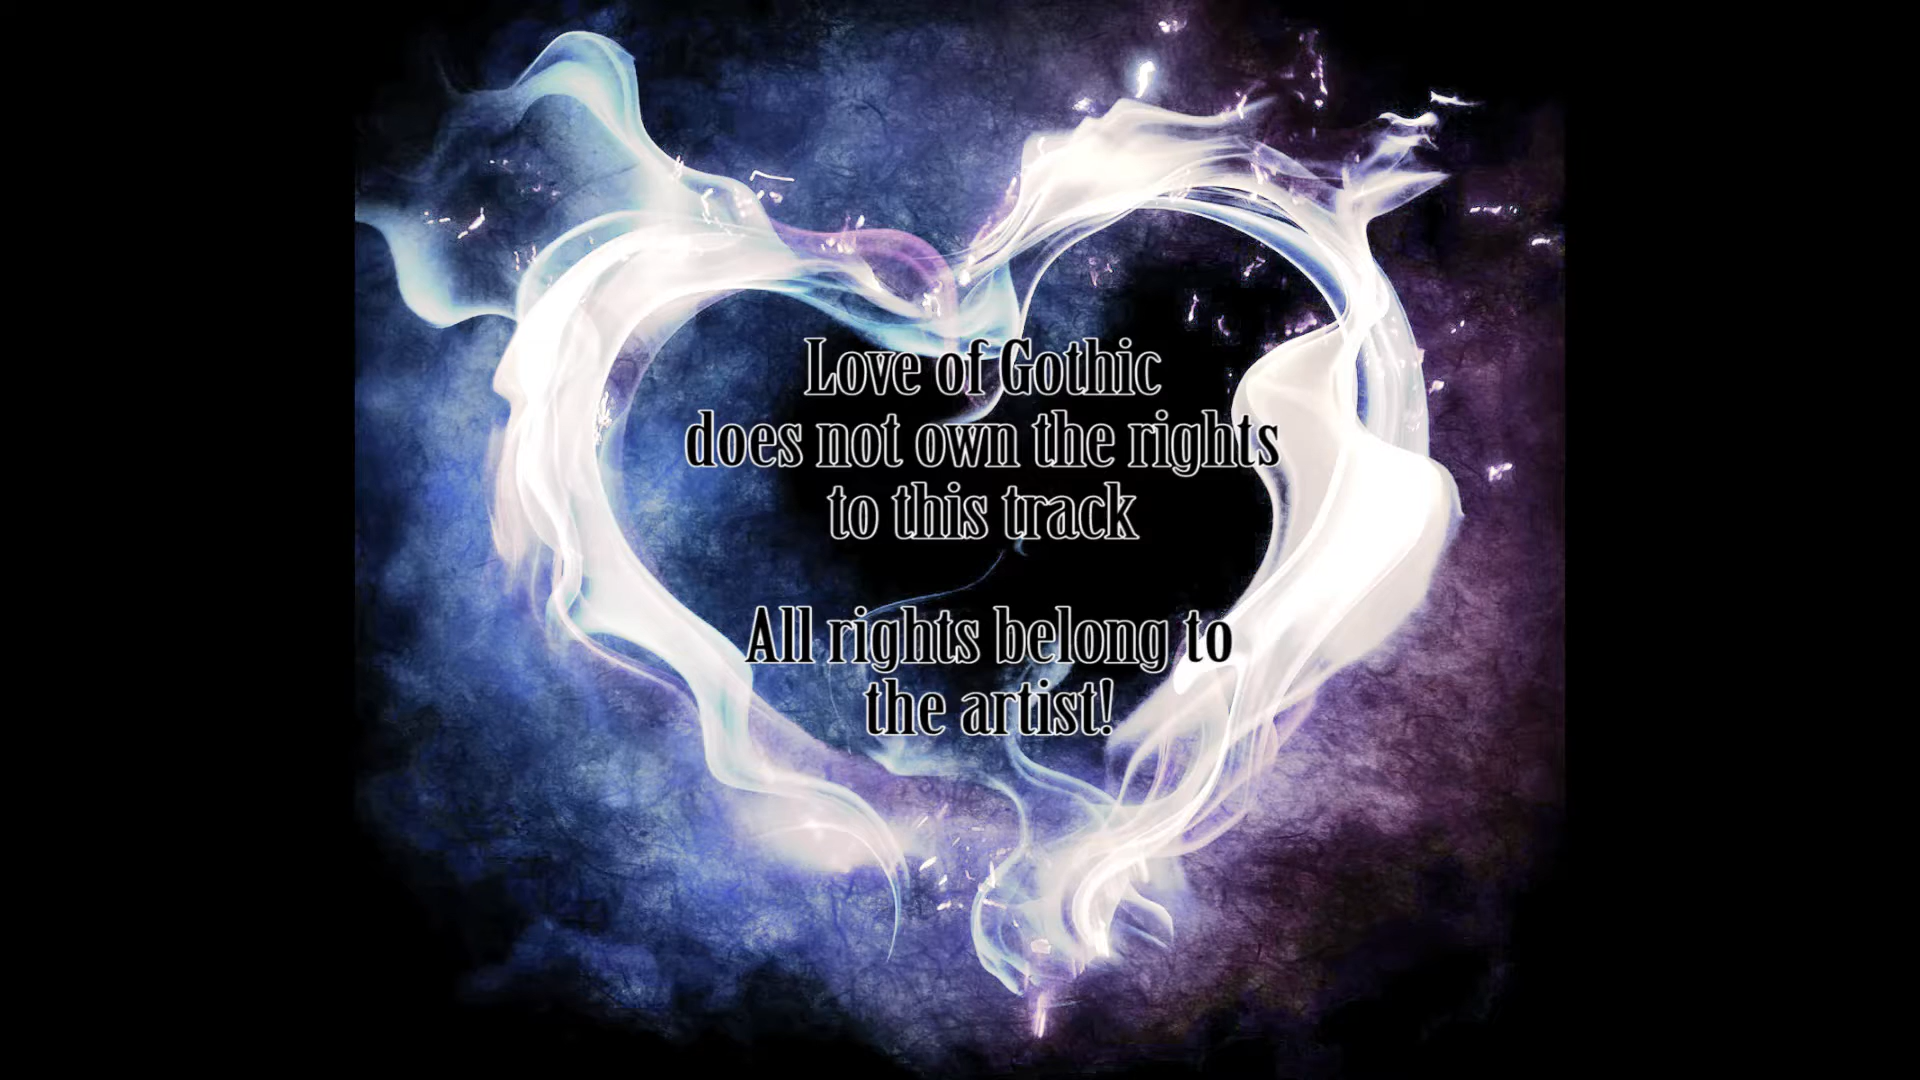 Love of Gothic
does not own the rights
to this track
All rights belong to
the artist!